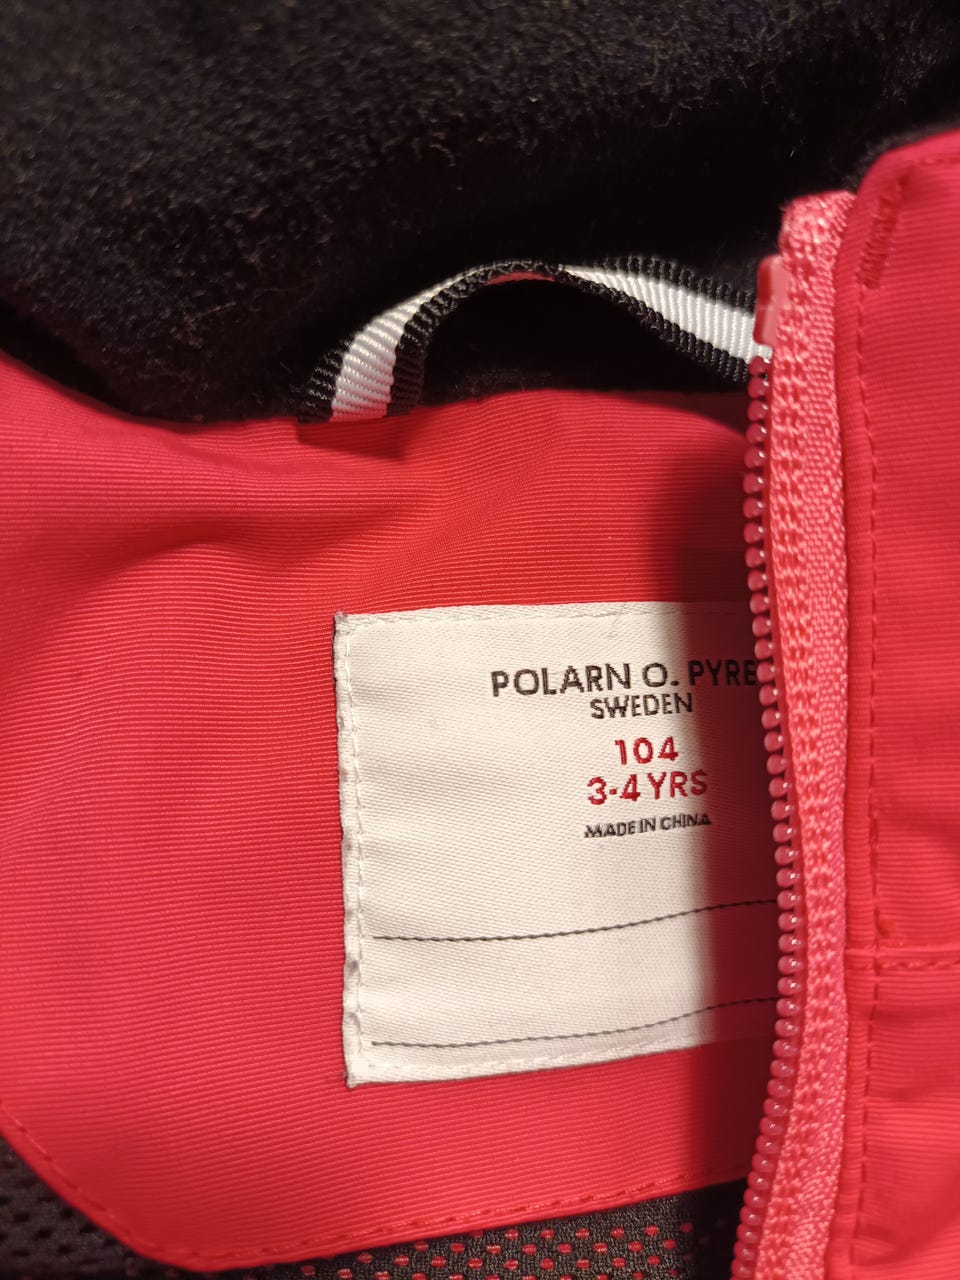 POLARN O. PYRE
SWEDEN
104
3-4 YRS
MADE IN CHINA